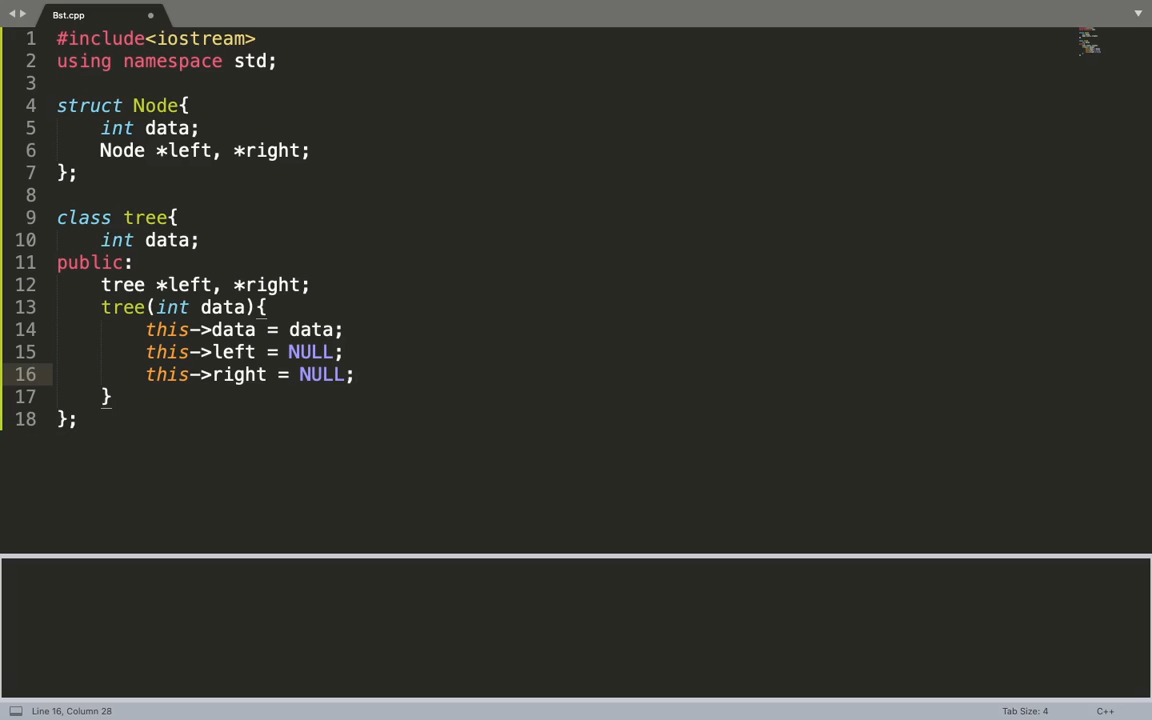 Bst.cpp
1 #include<iostream>
2 using namespace std;
3
4 struct Node{
5 int data;
6 Node *left, *right;
7 };
8
9 class tree{
10 int data;
11 public:
12 tree *left, *right;
13 tree(int data){
14 this->data = data;
15 this->left = NULL;
16 this->right = NULL;
17 }
18 };
Line 16, Column 28
Tab Size: 4
C++